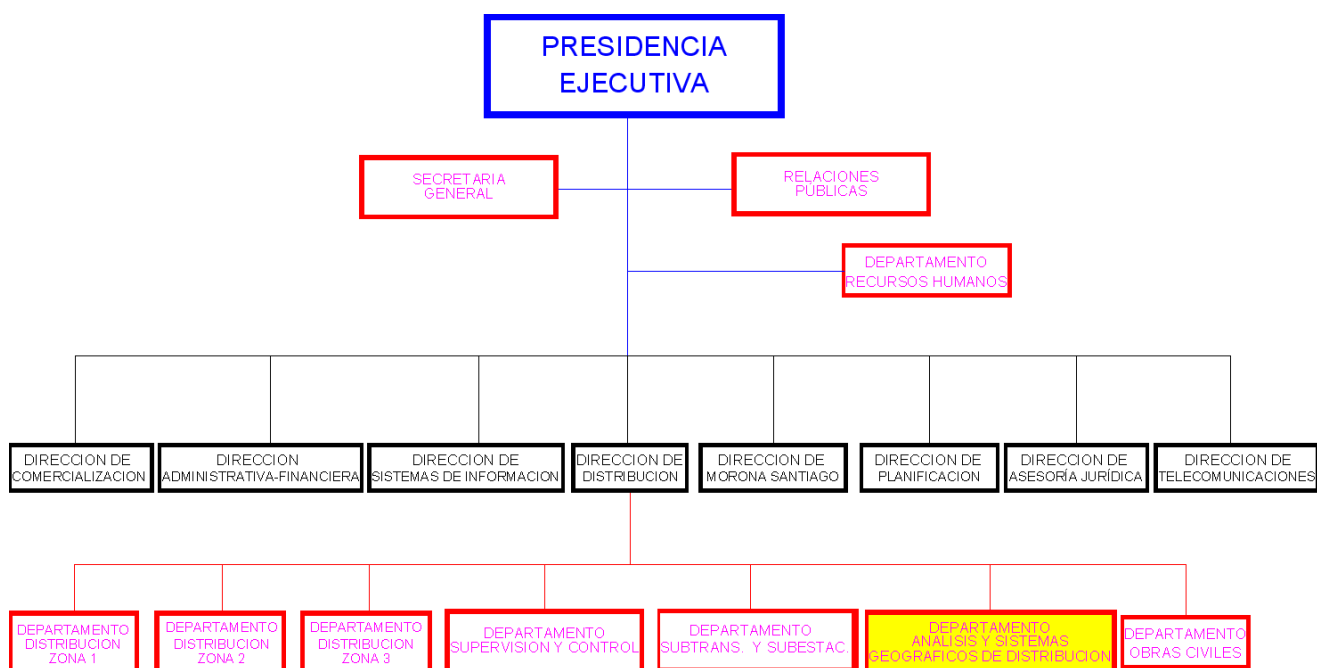 PRESIDENCIA
EJECUTIVA
SECRETARIA
GENERAL
RELACIONES
PÚBLICAS
DEPARTAMENTO
RECURSOS HUMANOS
DIRECCION DE
COMERCIALIZACION
DIRECCION
ADMINISTRATIVA-FINANCIERA
DIRECCION DE
SISTEMAS DE INFORMACION
DIRECCION DE
DISTRIBUCION
DIRECCION DE
MORONA SANTIAGO
DIRECCION DE
PLANIFICACION
DIRECCION DE
ASESORÍA JURÍDICA
DIRECCION DE
TELECOMUNICACIONES
DEPARTAMENTO
DISTRIBUCION
ZONA 1
DEPARTAMENTO
DISTRIBUCION
ZONA 2
DEPARTAMENTO
DISTRIBUCION
ZONA 3
DEPARTAMENTO
SUPERVISION Y CONTROL
DEPARTAMENTO
SUBTRANS. Y SUBESTAC.
DEPARTAMENTO
ANALISIS Y SISTEMAS
GEOGRAFICOS DE DISTRIBUCION
DEPARTAMENTO
OBRAS CIVILES